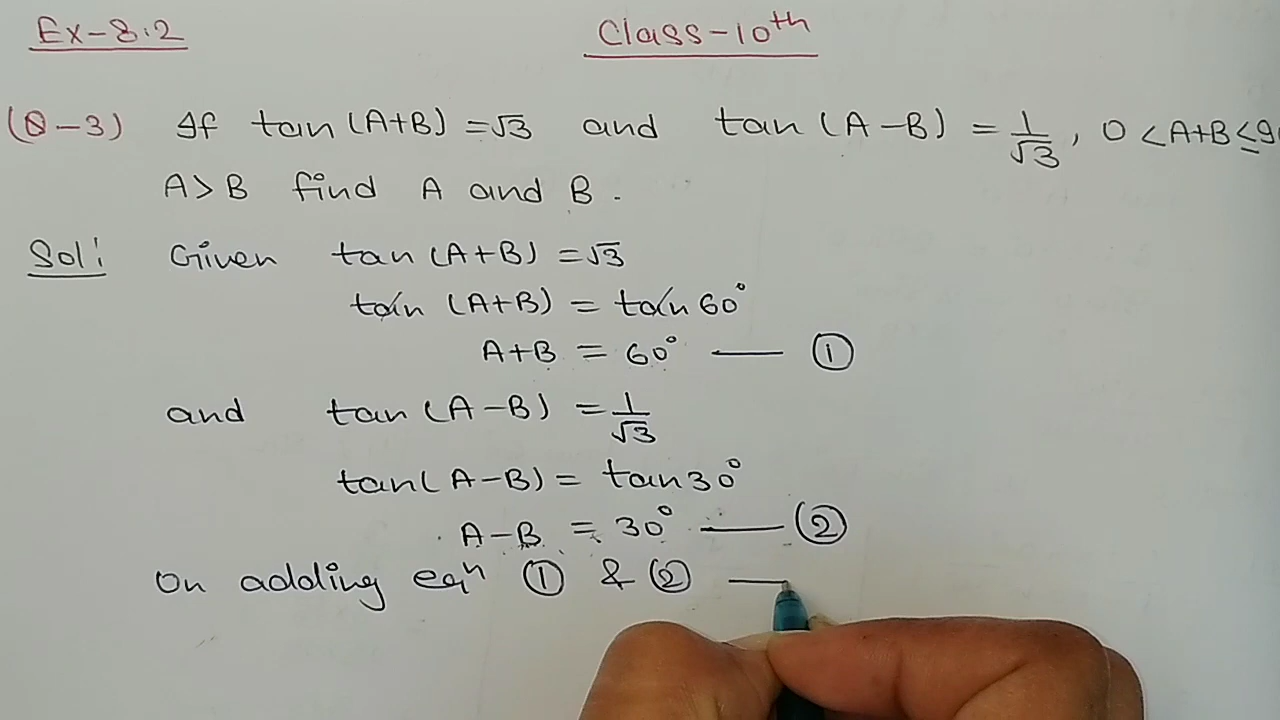 Ex-8.2
Class-10th
(Q-3) If tan (A+B) = √3 and tan (A-B) = 1/√3, 0 < A+B ≤ 9
A > B find A and B.
Sol: Given tan (A+B) = √3
tan (A+B) = tan 60°
A+B = 60° —— ①
and tan (A-B) = 1/√3
tan (A-B) = tan 30°
A-B = 30° —— ②
On adding eqn ① & ② ——